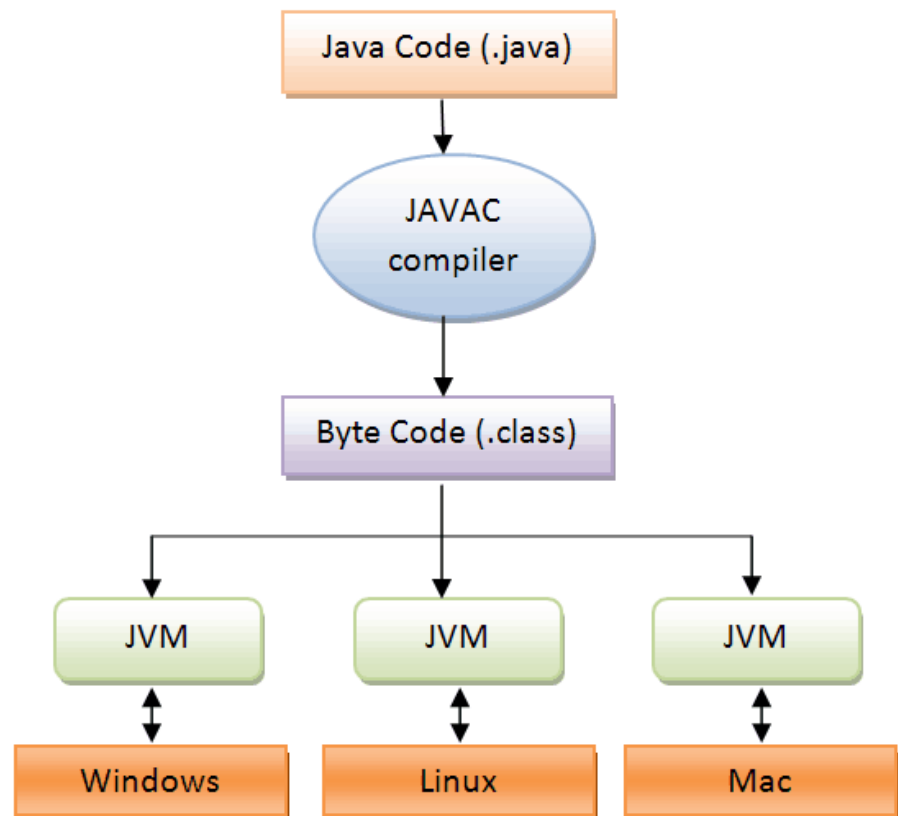 Java Code (.java)
JAVAC
compiler
Byte Code (.class)
JVM
JVM
JVM
Windows
Linux
Mac